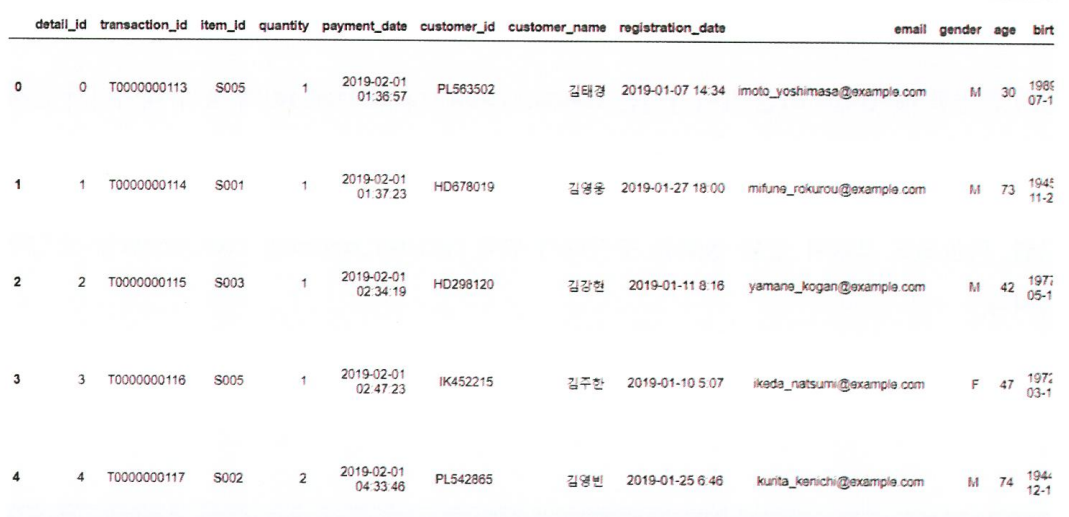 detail_id transaction_id item_id quantity payment_date customer_id customer_name registration_date email gender age birt
0 0 T0000000113 S005 1 2019-02-01 01:36:57 PL563502 김태경 2019-01-07 14:34 imoto_yoshimasa@example.com M 30 1989 07-1
1 1 T0000000114 S001 1 2019-02-01 01:37:23 HD678019 김영웅 2019-01-27 18:00 mifune_rokurou@example.com M 73 1945 11-2
2 2 T0000000115 S003 1 2019-02-01 02:34:19 HD298120 김강현 2019-01-11 8:16 yamane_kogan@example.com M 42 1977 05-1
3 3 T0000000116 S005 1 2019-02-01 02:47:23 IK452215 김주한 2019-01-10 5:07 ikeda_natsumi@example.com F 47 1972 03-1
4 4 T0000000117 S002 2 2019-02-01 04:33:46 PL542865 김영빈 2019-01-25 6:46 kurita_kenichi@example.com M 74 1944 12-1